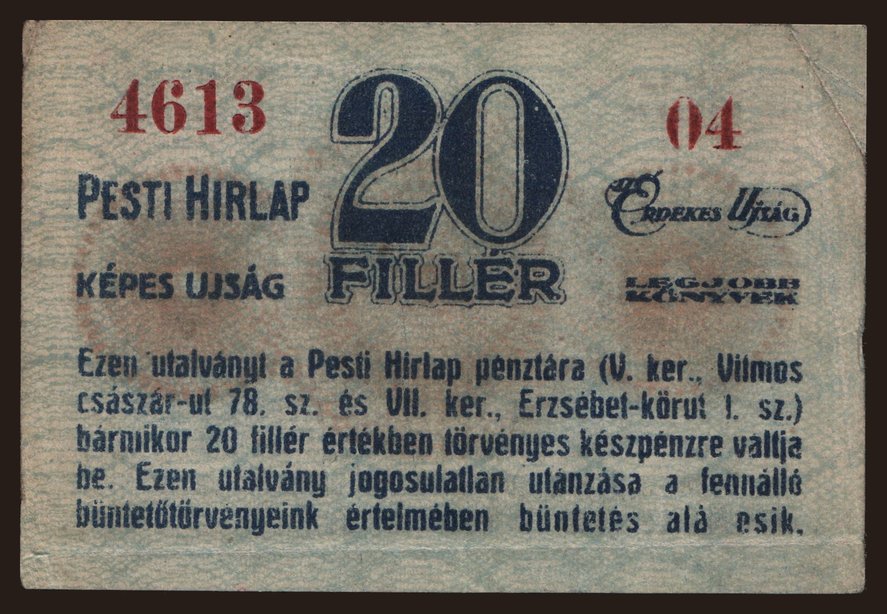 4613
20
04
PESTI HIRLAP
AZ ÉRDEKES UJSÁG
FILLÉR
KÉPES UJSÁG
LEGJOBB
KÖNYVEK
Ezen utalványt a Pesti Hirlap pénztára (V. ker., Vilmos
császár-ut 78. sz. és VII. ker., Erzsébet-körut 1. sz.)
bármikor 20 fillér értékben törvényes készpénzre váltja
be. Ezen utalvány jogosulatlan utánzása a fennálló
büntetőtörvényeink értelmében büntetés alá esik.